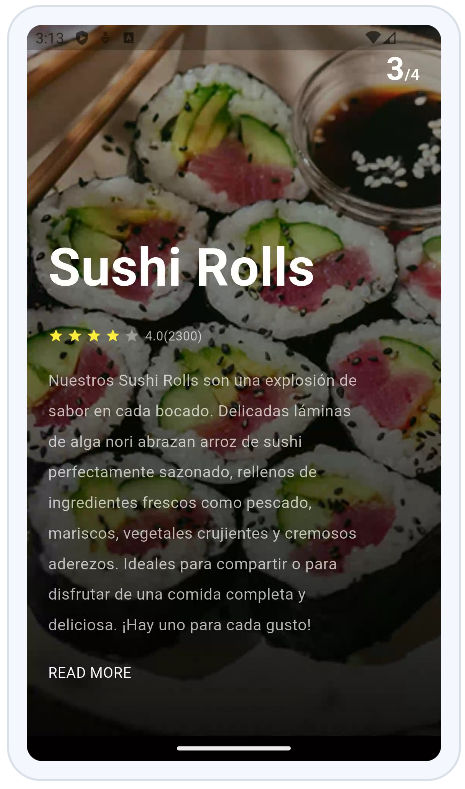 3:13
3/4
Sushi Rolls
4.0(2300)
Nuestros Sushi Rolls son una explosión de
sabor en cada bocado. Delicadas láminas
de alga nori abrazan arroz de sushi
perfectamente sazonado, rellenos de
ingredientes frescos como pescado,
mariscos, vegetales crujientes y cremosos
aderezos. Ideales para compartir o para
disfrutar de una comida completa y
deliciosa. ¡Hay uno para cada gusto!
READ MORE